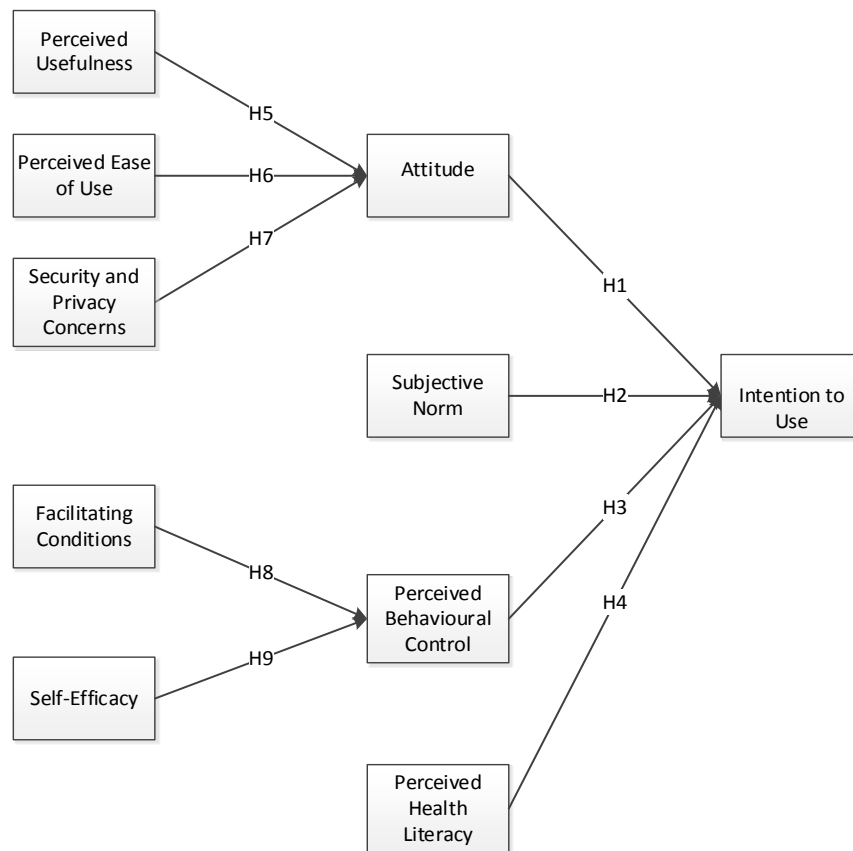 Perceived
Usefulness
H5
Perceived Ease
of Use
H6
Attitude
H7
Security and
Privacy
Concerns
H1
Subjective
Norm
H2
Intention to
Use
Facilitating
Conditions
H3
H8
Perceived
Behavioural
Control
H4
H9
Self-Efficacy
Perceived
Health
Literacy